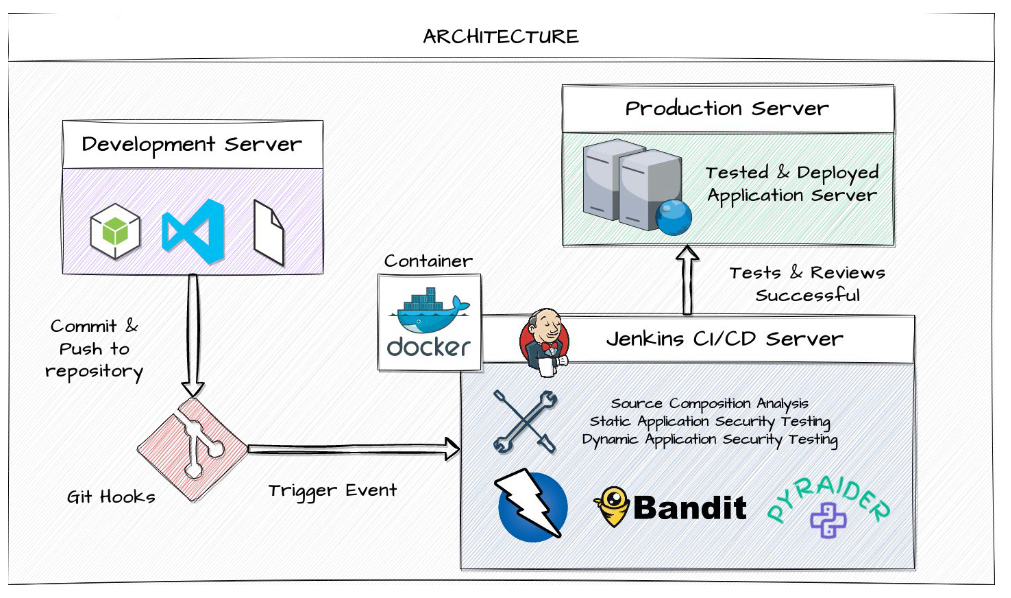 ARCHITECTURE
Development Server
Commit &
Push to
repository
Git Hooks
Trigger Event
Container
docker
Jenkins CI/CD Server
Source Composition Analysis
Static Application Security Testing
Dynamic Application Security Testing
Bandit
PYRAIDER
Tests & Reviews
Successful
Production Server
Tested & Deployed
Application Server